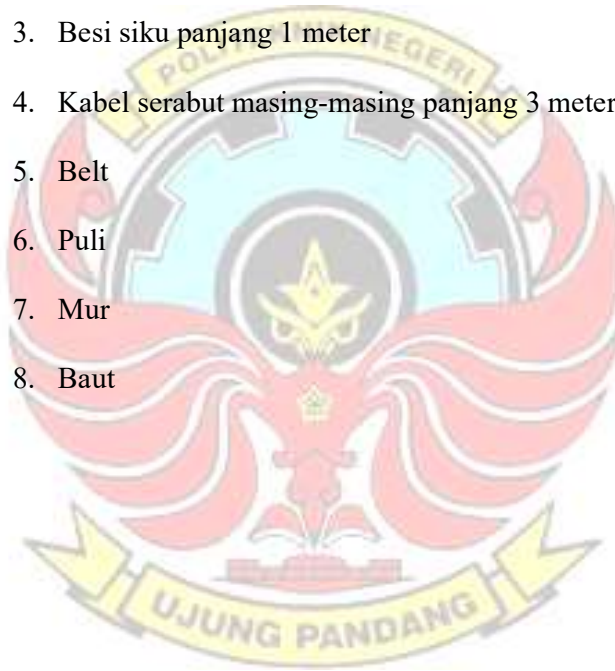 3. Besi siku panjang 1 meter
4. Kabel serabut masing-masing panjang 3 meter
5. Belt
6. Puli
7. Mur
8. Baut
POLITEKNIK NEGERI
UJUNG PANDANG